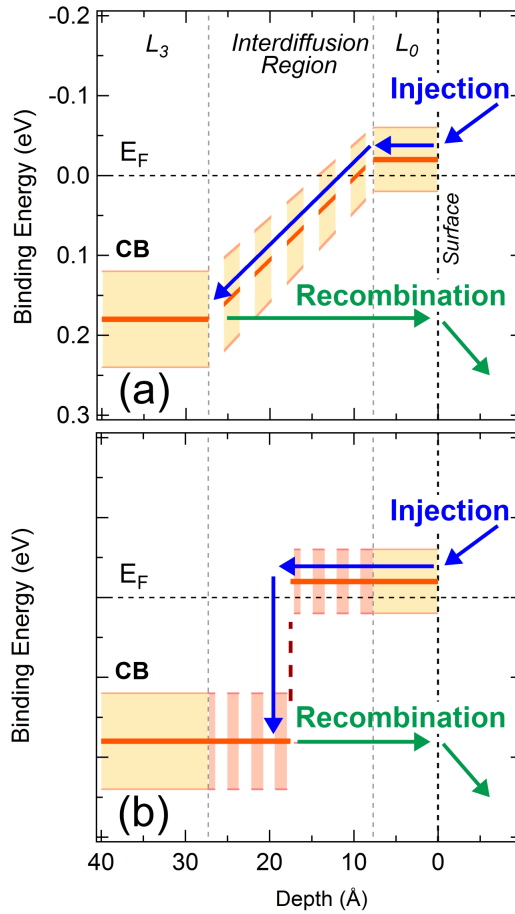 -0.2
-0.1
0.0
0.1
0.2
0.3
Binding Energy (eV)
L3
Interdiffusion
Region
L0
Injection
EF
CB
Surface
Recombination
(a)
Binding Energy (eV)
Injection
EF
CB
Recombination
(b)
40
30
20
10
0
Depth (Å)